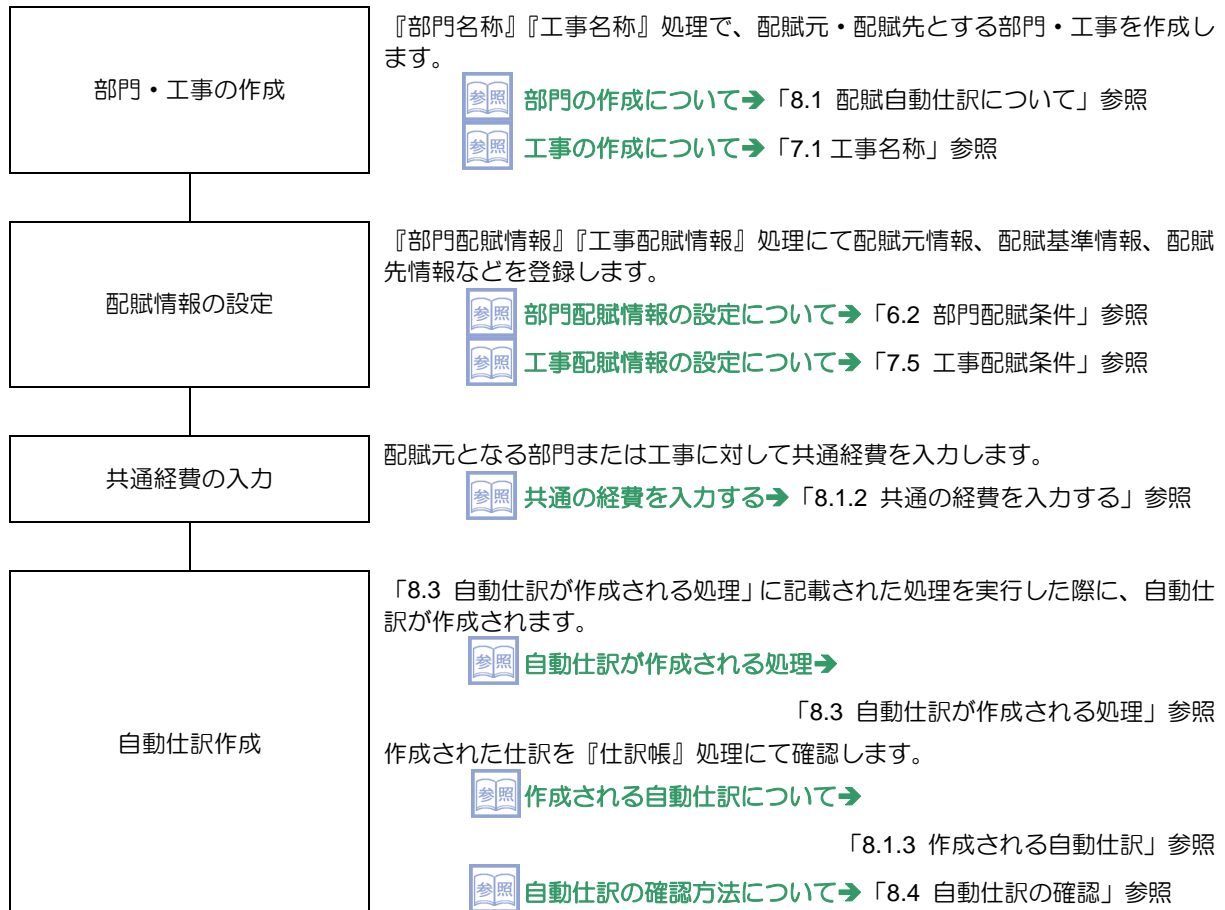 部門・工事の作成
『部門名称』『工事名称』処理で、配賦元・配賦先とする部門・工事を作成し
ます。
参照 部門の作成について➔「8.1 配賦自動仕訳について」参照
参照 工事の作成について➔「7.1 工事名称」参照
配賦情報の設定
『部門配賦情報』『工事配賦情報』処理にて配賦元情報、配賦基準情報、配賦
先情報などを登録します。
参照 部門配賦情報の設定について➔「6.2 部門配賦条件」参照
参照 工事配賦情報の設定について➔「7.5 工事配賦条件」参照
共通経費の入力
配賦元となる部門または工事に対して共通経費を入力します。
参照 共通の経費を入力する➔「8.1.2 共通の経費を入力する」参照
自動仕訳作成
「8.3 自動仕訳が作成される処理」に記載された処理を実行した際に、自動仕
訳が作成されます。
参照 自動仕訳が作成される処理➔
「8.3 自動仕訳が作成される処理」参照
作成された仕訳を『仕訳帳』処理にて確認します。
参照 作成される自動仕訳について➔
「8.1.3 作成される自動仕訳」参照
参照 自動仕訳の確認方法について➔「8.4 自動仕訳の確認」参照